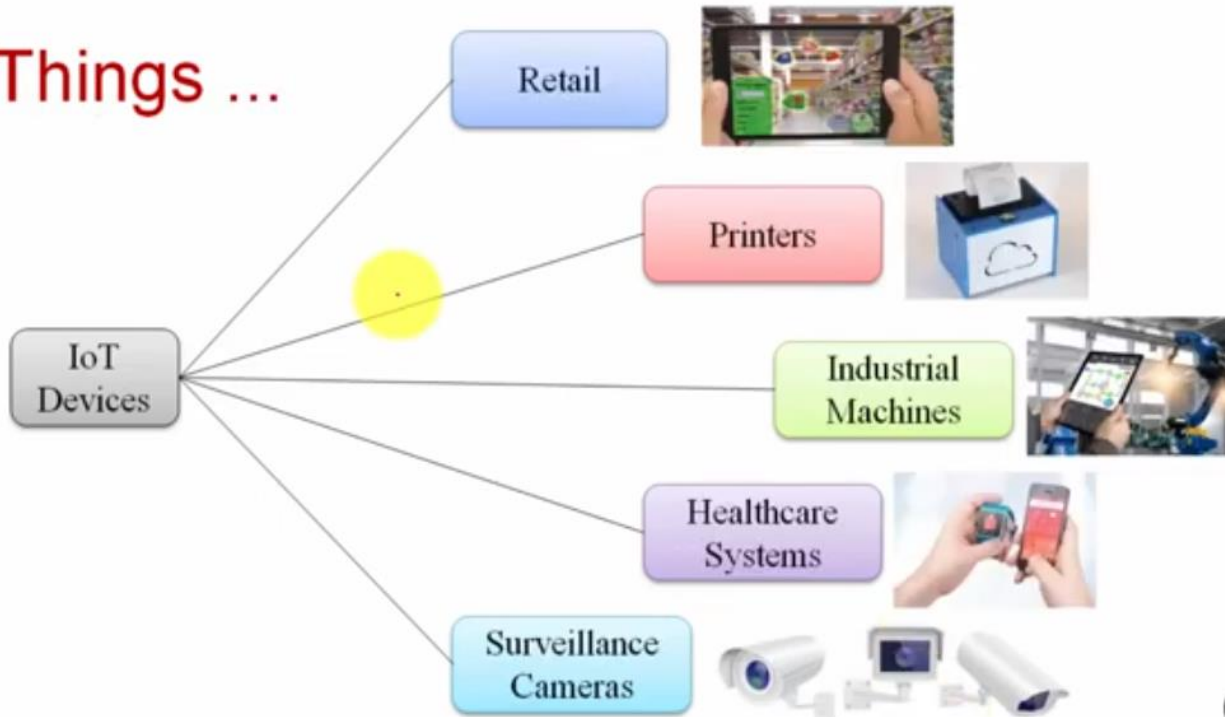 Things ...
Retail
Printers
IoT
Devices
Industrial
Machines
Healthcare
Systems
Surveillance
Cameras